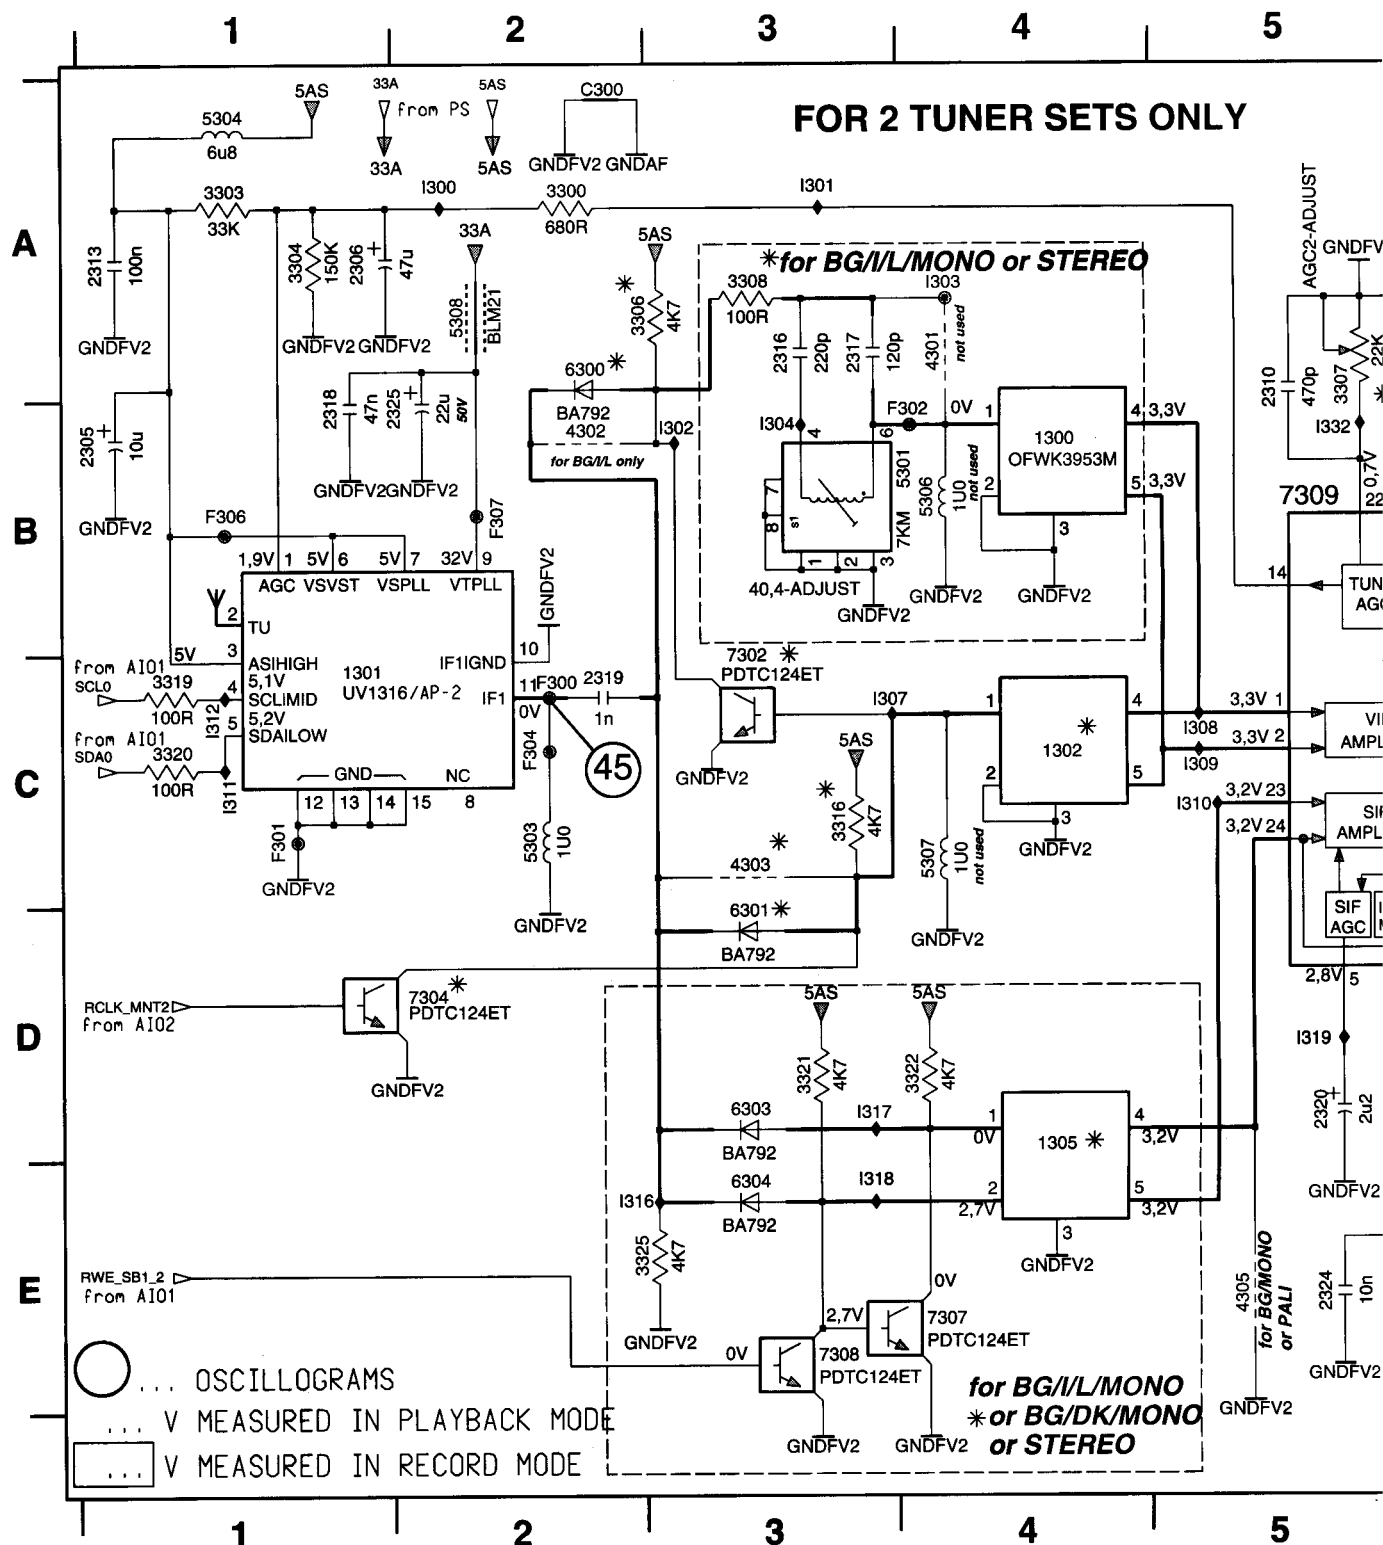 1 2 3 4 5
FOR 2 TUNER SETS ONLY
5AS 33A 5AS C300
from PS
5304
6u8
33A 5AS GNDFV2 GNDAF
A
3303 I300 3300 I301
33K 680R
2313 100n
3304 150K
2306 + 47u
33A
5308 BLM21
5AS
* 3306 4K7
*for BG/I/L/MONO or STEREO
3308 I303
100R
2316 220p
2317 120p
4301 not used
AGC2-ADJUST
GNDFV
2310 470p
3307 22K
*
GNDFV2 GNDFV2 GNDFV2
6300 *
BA792
4302
for BG/I/L only
I302
2318 47n
2325 + 22u 50V
2305 + 10u
I304 4 6 F302 0V
5301 7KM
7 8 s1
1 2 3
40,4-ADJUST
GNDFV2
5306 1U0 not used
GNDFV2
1 4 3,3V
1300
OFWK3953M
2 5 3,3V
3
GNDFV2
I332
0,7V
7309
22
B
GNDFV2 GNDFV2 GNDFV2
F306 F307
1,9V 1 5V 6 5V 7 32V 9
AGC VSVST VSPLL VTPLL
GNDFV2
2
TU
3 5V
ASIHIGH
10
IF1IGND
1301
UV1316/AP-2
from AIO1
SCL0 3319
100R
I312
4
5,1V
SCLiMID
5
5,2V
SDAILOW
11 F300
IF1
0V
2319
1n
from AIO1
SDA0 3320
100R
I311
F304
45
GND NC
12 13 14 15 8
F301
GNDFV2
5303 1U0
GNDFV2
14
TUN
AGC
C
7302 *
PDTC124ET
GNDFV2
I307
5AS
* 3316 4K7
*
4303
5307 1U0 not used
GNDFV2
1 4
* 1302
2 5
3
GNDFV2
I308
I309
I310
3,3V 1
3,3V 2
VI
AMPL
3,2V 23
3,2V 24
SIF
AMPL
SIF
AGC
2,8V 5
6301 *
BA792
D
RCLK_MNT2
from AIO2
7304 *
PDTC124ET
GNDFV2
5AS 5AS
3321 4K7
3322 4K7
I319
2320 + 2u2
GNDFV2
6303 I317 1 4
BA792 0V 3,2V
1305 *
6304 I318 2 5
BA792 2,7V 3,2V
3
GNDFV2
I316
3325 4K7
GNDFV2
E
RWE_SB1_2
from AIO1
0V
2,7V
7307
PDTC124ET
0V
7308
PDTC124ET
GNDFV2 GNDFV2
4305 for BG/MONO or PALI
GNDFV2
2324 10n
GNDFV2
for BG/I/L/MONO
* or BG/DK/MONO
or STEREO
... OSCILLOGRAMS
... V MEASURED IN PLAYBACK MODE
... V MEASURED IN RECORD MODE
1 2 3 4 5